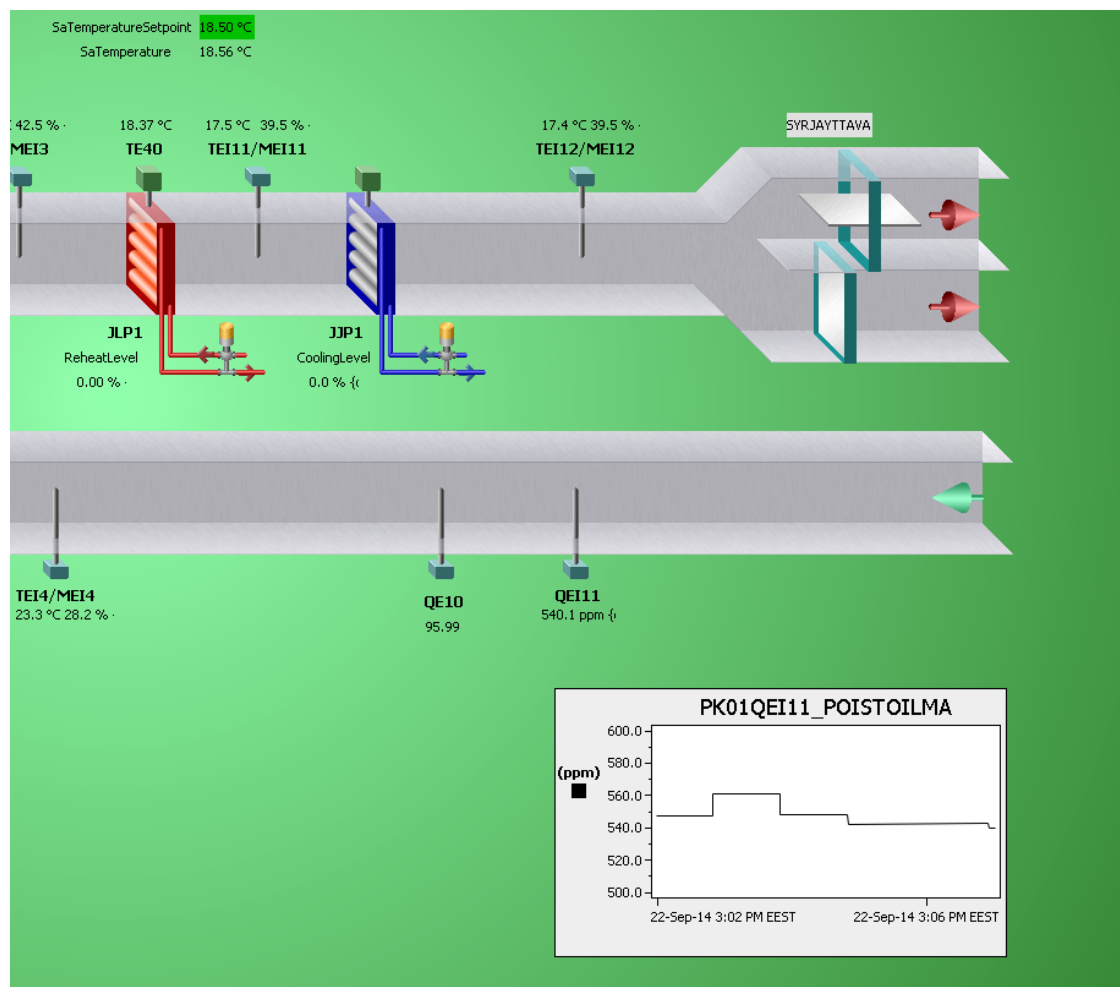 SaTemperatureSetpoint 18.50 °C
SaTemperature 18.56 °C
42.5 % 18.37 °C 17.5 °C 39.5 % 17.4 °C 39.5 % SYRJAYTTAVA
MEI3 TE40 TEI11/MEI11 TEI12/MEI12
JLP1 JJP1
ReheatLevel CoolingLevel
0.00 % 0.0 % {
TEI4/MEI4 QE10 QEI11
23.3 °C 28.2 % 95.99 540.1 ppm {
PK01QEI11_POISTOILMA
600.0
580.0
(ppm)
560.0
540.0
520.0
500.0
22-Sep-14 3:02 PM EEST 22-Sep-14 3:06 PM EEST